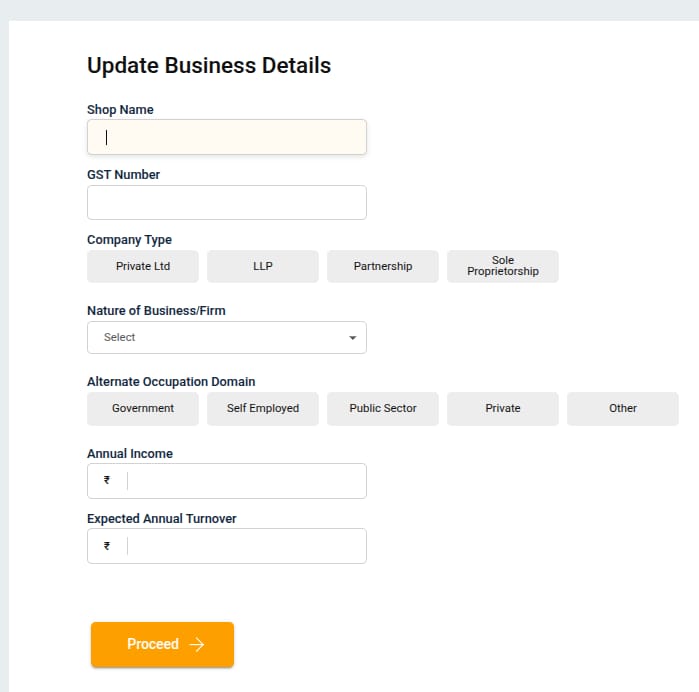 Update Business Details
Shop Name
GST Number
Company Type
Private Ltd LLP Partnership Sole Proprietorship
Nature of Business/Firm
Select
Alternate Occupation Domain
Government Self Employed Public Sector Private Other
Annual Income
₹
Expected Annual Turnover
₹
Proceed →